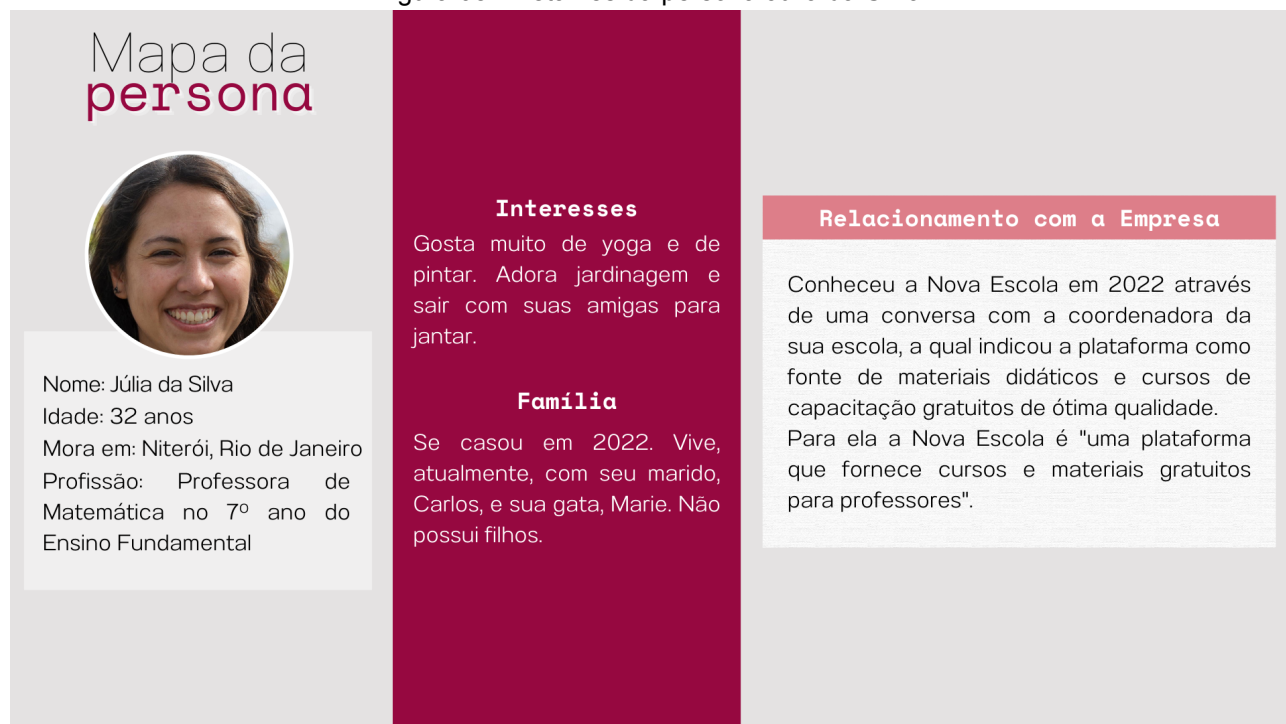 Mapa da
persona
Nome: Júlia da Silva
Idade: 32 anos
Mora em: Niterói, Rio de Janeiro
Profissão: Professora de
Matemática no 7º ano do
Ensino Fundamental
Interesses
Gosta muito de yoga e de
pintar. Adora jardinagem e
sair com suas amigas para
jantar.
Família
Se casou em 2022. Vive,
atualmente, com seu marido,
Carlos, e sua gata, Marie. Não
possui filhos.
Relacionamento com a Empresa
Conheceu a Nova Escola em 2022 através
de uma conversa com a coordenadora da
sua escola, a qual indicou a plataforma como
fonte de materiais didáticos e cursos de
capacitação gratuitos de ótima qualidade.
Para ela a Nova Escola é "uma plataforma
que fornece cursos e materiais gratuitos
para professores".